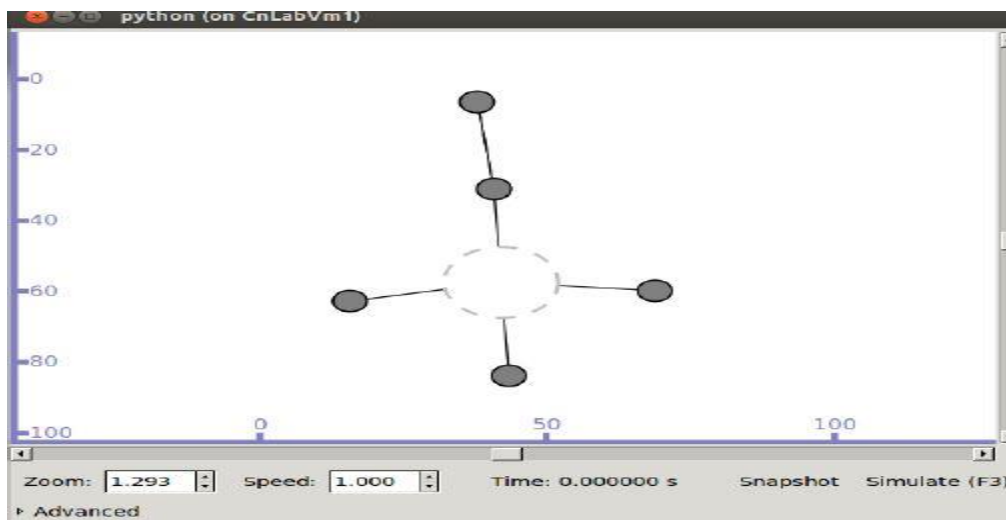 python (on CnLabVm1)
0
20
40
60
80
100
0 50 100
Zoom: 1.293 Speed: 1.000 Time: 0.000000 s Snapshot Simulate (F3)
Advanced